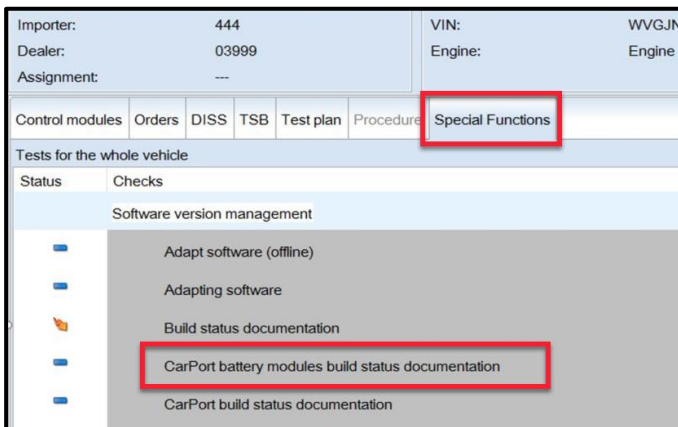 Importer: 444 VIN: WVGJN
Dealer: 03999 Engine: Engine
Assignment: ---
Control modules Orders DISS TSB Test plan Procedure Special Functions
Tests for the whole vehicle
Status Checks
Software version management
Adapt software (offline)
Adapting software
Build status documentation
CarPort battery modules build status documentation
CarPort build status documentation